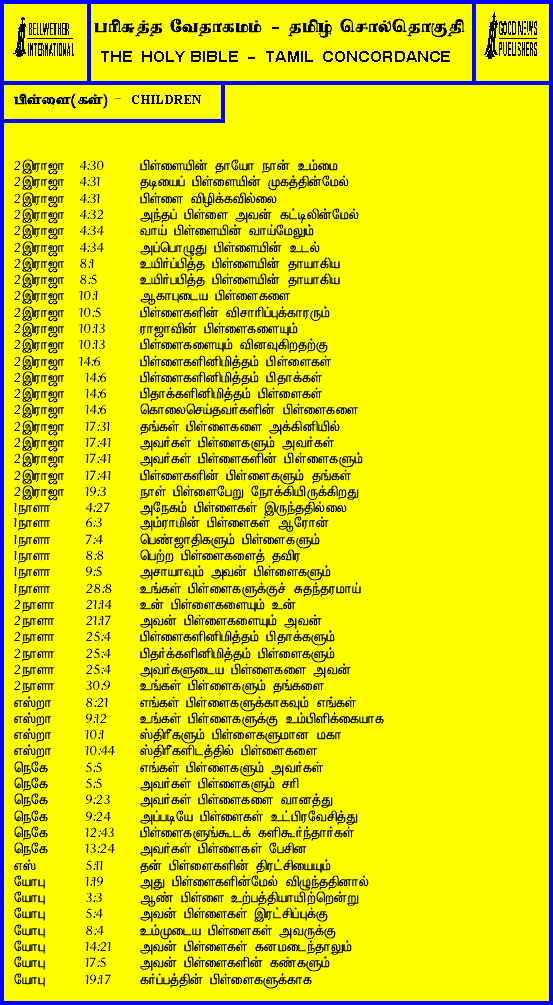 BELLWETHER
INTERNATIONAL
பரிசுத்த வேதாகமம் - தமிழ் சொல்தொகுதி
THE HOLY BIBLE - TAMIL CONCORDANCE
GOOD NEWS
PUBLISHERS
பிள்ளை(கள்) - CHILDREN
2இராஜா 4:30 பிள்ளையின் தாயோ நான் உம்மை
2இராஜா 4:31 தடியைப் பிள்ளையின் முகத்தின்மேல்
2இராஜா 4:31 பிள்ளை விழிக்கவில்லை
2இராஜா 4:32 அந்தப் பிள்ளை அவன் கட்டிலின்மேல்
2இராஜா 4:34 வாய் பிள்ளையின் வாய்மேலும்
2இராஜா 4:34 அப்பொழுது பிள்ளையின் உடல்
2இராஜா 8:1 உயிர்ப்பித்த பிள்ளையின் தாயாகிய
2இராஜா 8:5 உயிர்பபித்த பிள்ளையின் தாயாகிய
2இராஜா 10:1 ஆகாபுடைய பிள்ளைகளை
2இராஜா 10:5 பிள்ளைகளின் விசாரிப்புக்காரரும்
2இராஜா 10:13 ராஜாவின் பிள்ளைகளையும்
2இராஜா 10:13 பிள்ளைகளையும் வினவுகிறதற்கு
2இராஜா 14:6 பிள்ளைகளினிமித்தம் பிள்ளைகள்
2இராஜா 14:6 பிள்ளைகளினிமித்தம் பிதாக்கள்
2இராஜா 14:6 பிதாக்களினிமித்தம் பிள்ளைகள்
2இராஜா 14:6 கொலைசெய்தவர்களின் பிள்ளைகளை
2இராஜா 17:31 தங்கள் பிள்ளைகளை அக்கினியில்
2இராஜா 17:41 அவர்கள் பிள்ளைகளும் அவர்கள்
2இராஜா 17:41 அவர்கள் பிள்ளைகளின் பிள்ளைகளும்
2இராஜா 17:41 பிள்ளைகளின் பிள்ளைகளும் தங்கள்
2இராஜா 19:3 நாள் பிள்ளைபேறு நோக்கியிருக்கிறது
1நாளா 4:27 அநேகம் பிள்ளைகள் இருந்ததில்லை
1நாளா 6:3 அம்ராமின் பிள்ளைகள் ஆரோன்
1நாளா 7:4 பெண்ஜாதிகளும் பிள்ளைகளும்
1நாளா 8:8 பெற்ற பிள்ளைகளைத் தவிர
1நாளா 9:5 அசாயாவும் அவன் பிள்ளைகளும்
1நாளா 28:8 உங்கள் பிள்ளைகளுக்குச் சுதந்தரமாய்
2நாளா 21:14 உன் பிள்ளைகளையும் உன்
2நாளா 21:17 அவன் பிள்ளைகளையும் அவன்
2நாளா 25:4 பிள்ளைகளினிமித்தம் பிதாக்களும்
2நாளா 25:4 பிதர்க்களினிமித்தம் பிள்ளைகளும்
2நாளா 25:4 அவர்களுடைய பிள்ளைகளை அவன்
2நாளா 30:9 உங்கள் பிள்ளைகளும் தங்களை
எஸ்றா 8:21 எங்கள் பிள்ளைகளுக்காகவும் எங்கள்
எஸ்றா 9:12 உங்கள் பிள்ளைகளுக்கு உம்பிளிக்கையாக
எஸ்றா 10:1 ஸ்திரீகளும் பிள்ளைகளுமான மகா
எஸ்றா 10:44 ஸ்திரீகளிடத்தில் பிள்ளைகளை
நெகே 5:5 எங்கள் பிள்ளைகளும் அவர்கள்
நெகே 5:5 அவர்கள் பிள்ளைகளும் சரி
நெகே 9:23 அவர்கள் பிள்ளைகளை வானத்து
நெகே 9:24 அப்படியே பிள்ளைகள் உட்பிரவேசித்து
நெகே 12:43 பிள்ளைகளுங்கூடக் களிகூர்ந்தார்கள்
நெகே 13:24 அவர்கள் பிள்ளைகள் பேசின
எஸ் 5:11 தன் பிள்ளைகளின் திரட்சியையும்
யோபு 1:19 அது பிள்ளைகளின்மேல் விழுந்ததினால்
யோபு 3:3 ஆண் பிள்ளை உற்பத்தியாயிற்றென்று
யோபு 5:4 அவன் பிள்ளைகள் இரட்சிப்புக்கு
யோபு 8:4 உம்முடைய பிள்ளைகள் அவருக்கு
யோபு 14:21 அவன் பிள்ளைகள் கனமடைந்தாலும்
யோபு 17:5 அவன் பிள்ளைகளின் கண்களும்
யோபு 19:17 கர்ப்பத்தின் பிள்ளைகளுக்காக